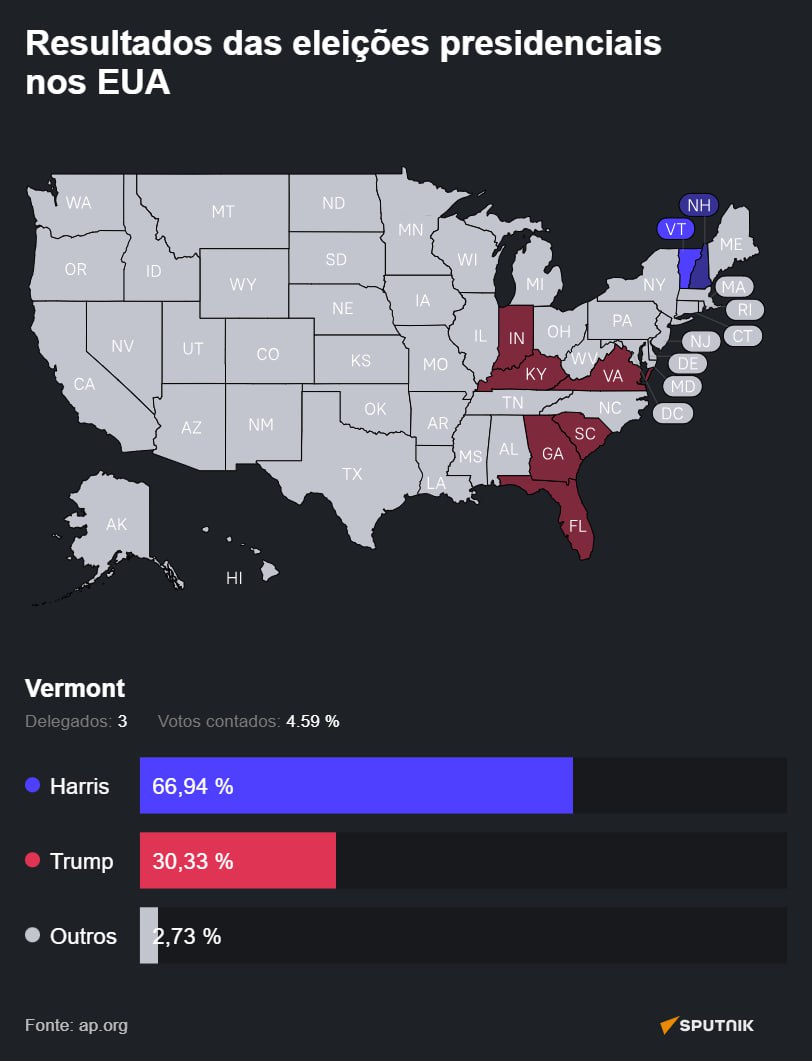 Resultados das eleições presidenciais
nos EUA
NH
VT
WA
MT
ND
MN
ME
OR
ID
SD
WI
WY
MI
NY
MA
NE
IA
RI
NV
UT
CO
IL
IN
OH
PA
CT
NJ
CA
KS
MO
WV
DE
KY
VA
MD
AZ
NM
OK
AR
TN
NC
DC
SC
MS
AL
GA
TX
LA
AK
FL
HI
Vermont
Delegados: 3 Votos contados: 4.59 %
Harris 66,94 %
Trump 30,33 %
Outros 2,73 %
Fonte: ap.org
SPUTNIK